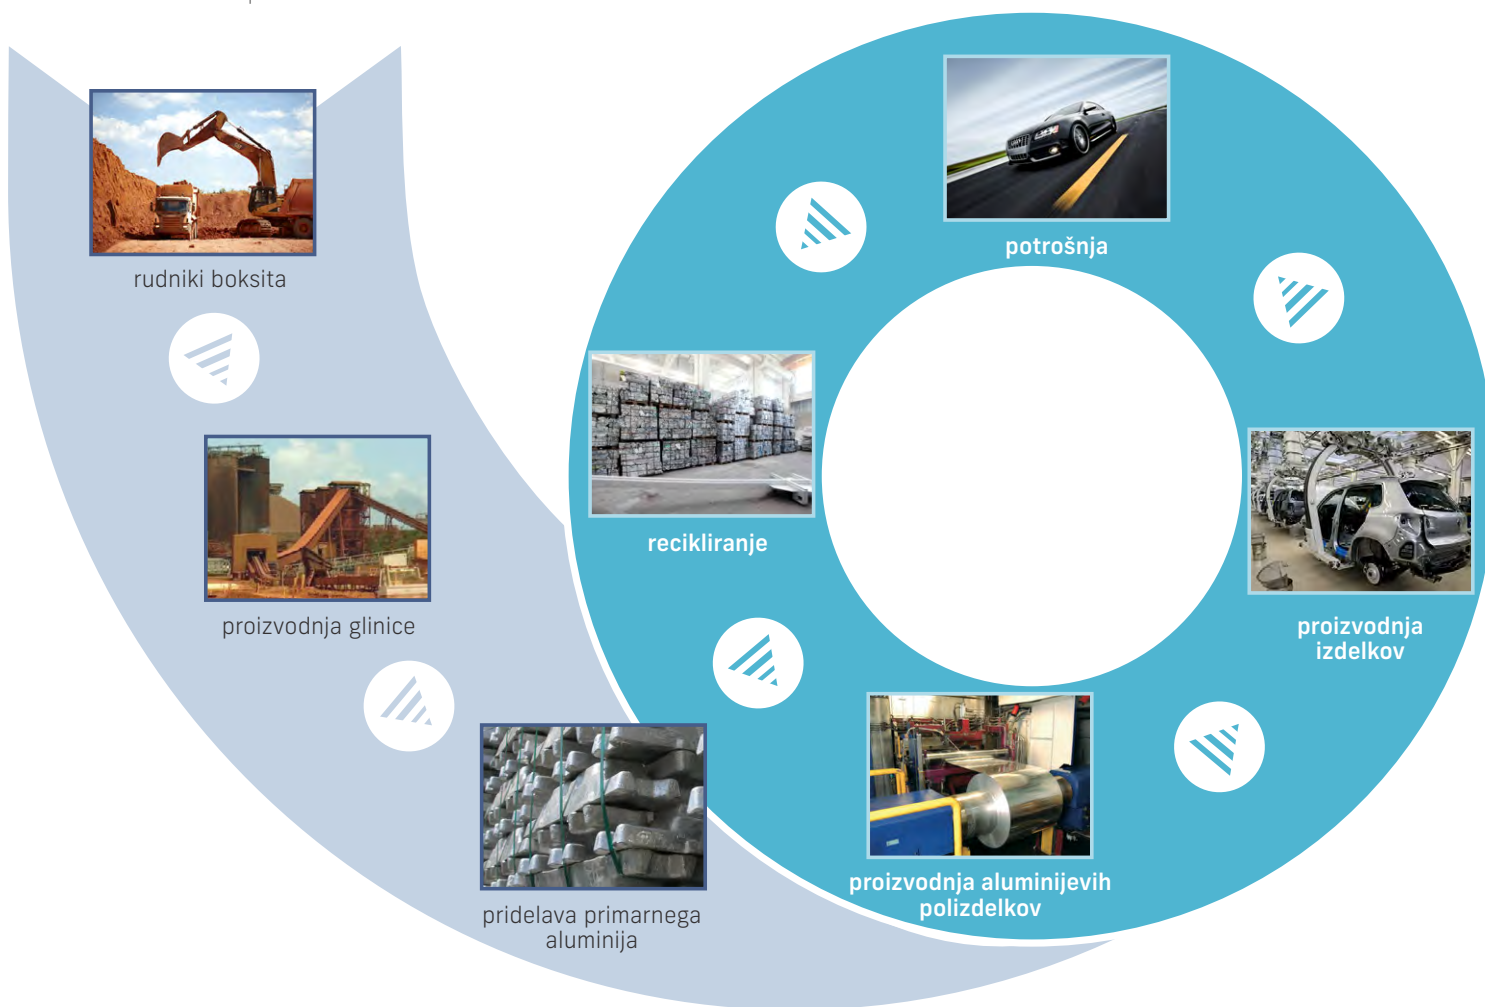 rudniki boksita
proizvodnja glinice
pridelava primarnega
aluminija
potrošnja
recikliranje
proizvodnja
izdelkov
proizvodnja aluminijevih
polizdelkov